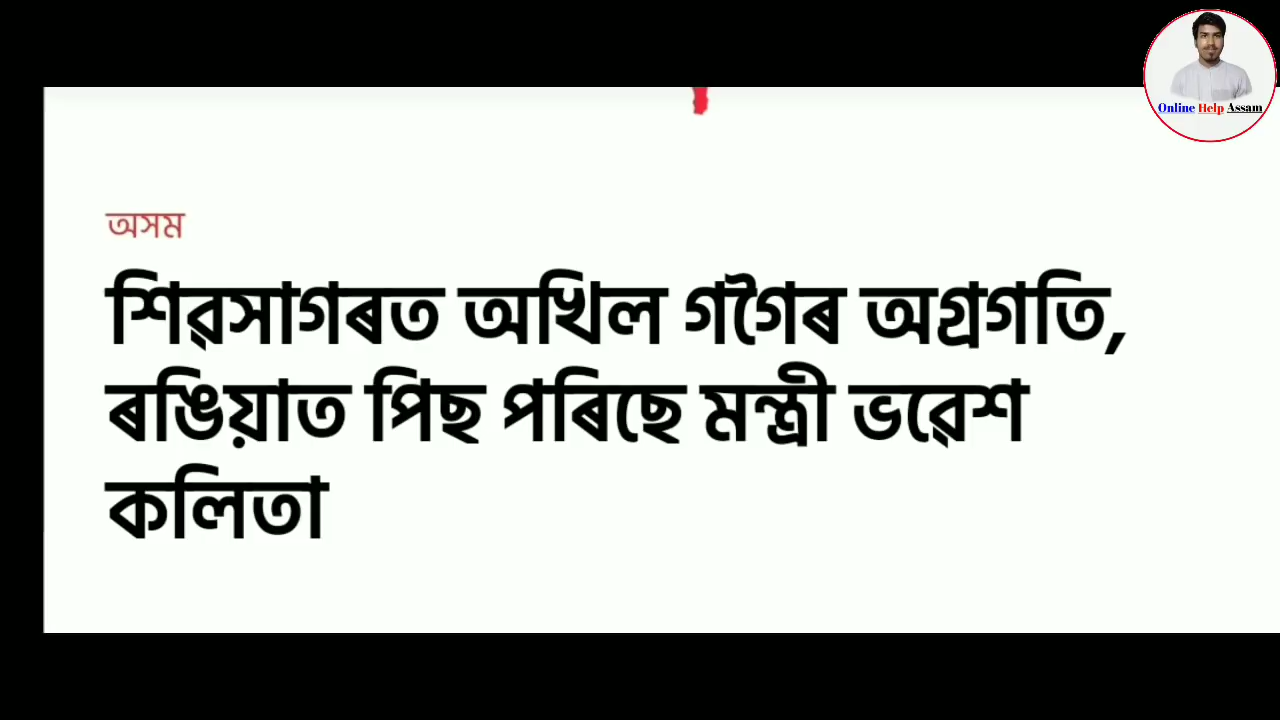 Online Help Assam
অসম
শিৱসাগৰত অখিল গগৈৰ অগ্ৰগতি,
ৰঙিয়াত পিছ পৰিছে মন্ত্ৰী ভৱেশ
কলিতা